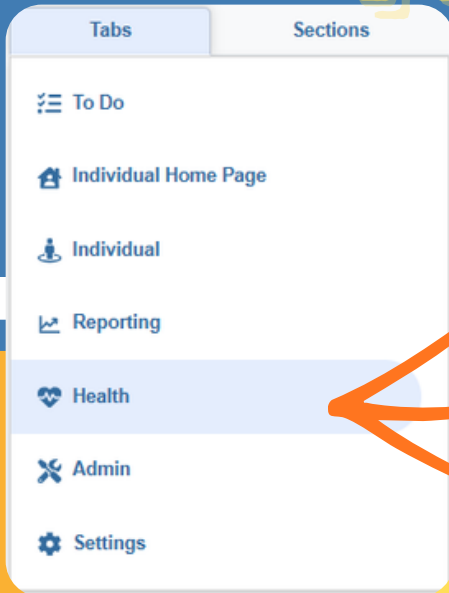 Tabs Sections
To Do
Individual Home Page
Individual
Reporting
Health
Admin
Settings